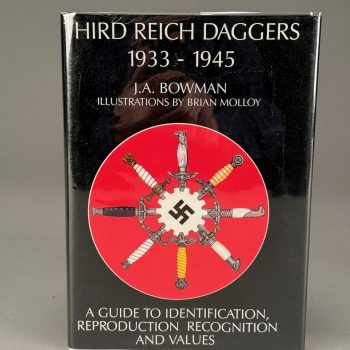 HIRD REICH DAGGERS
1933 - 1945
J.A. BOWMAN
ILLUSTRATIONS BY BRIAN MOLLOY
A GUIDE TO IDENTIFICATION,
REPRODUCTION RECOGNITION
AND VALUES